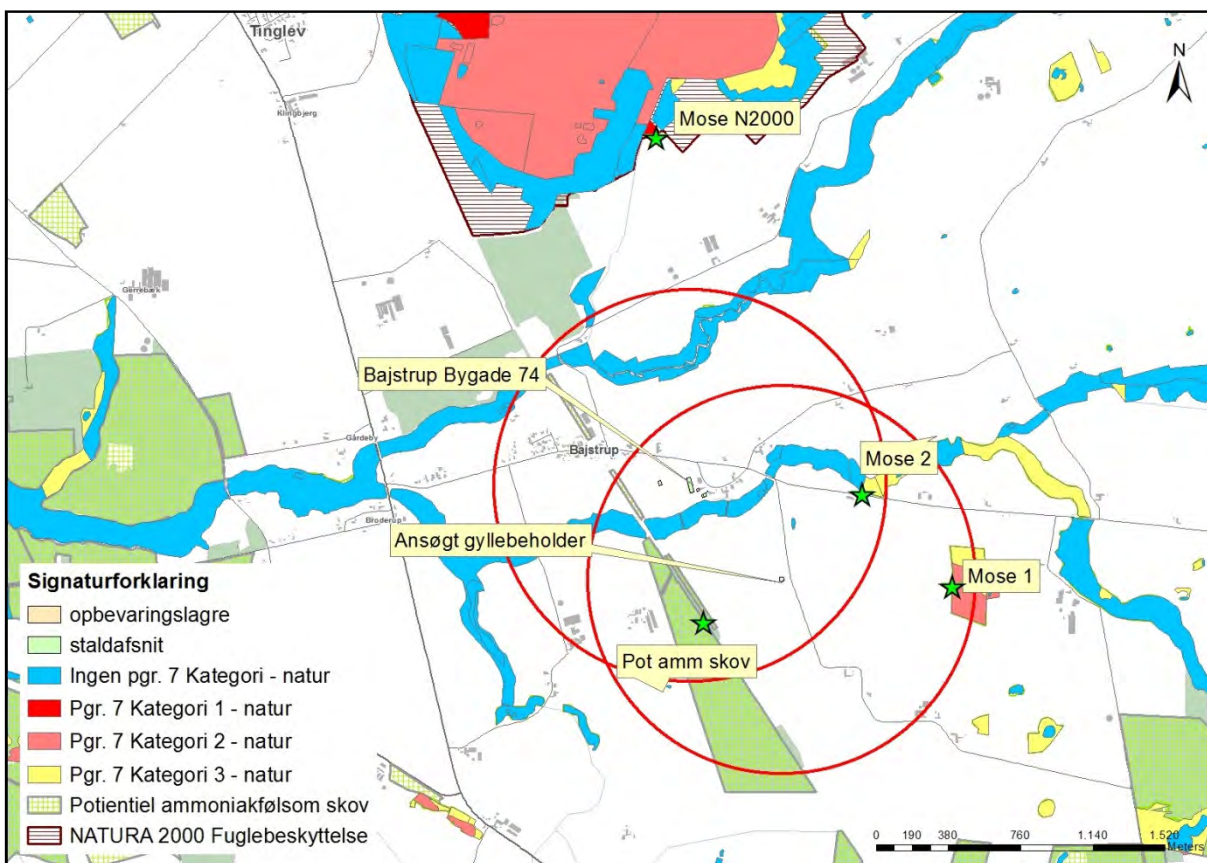 Tinglev
Klingbjerg
Mose N2000
N
Gerrebæk
Bajstrup Bygade 74
Gårdeby
Bajstrup
Mose 2
Broderup
Ansøgt gyllebeholder
Mose 1
Pot amm skov
Signaturforklaring
opbevaringslagre
staldafsnit
Ingen pgr. 7 Kategori - natur
Pgr. 7 Kategori 1 - natur
Pgr. 7 Kategori 2 - natur
Pgr. 7 Kategori 3 - natur
Potientiel ammoniakfølsom skov
NATURA 2000 Fuglebeskyttelse
0 190 380 760 1.140 1.520
Meters